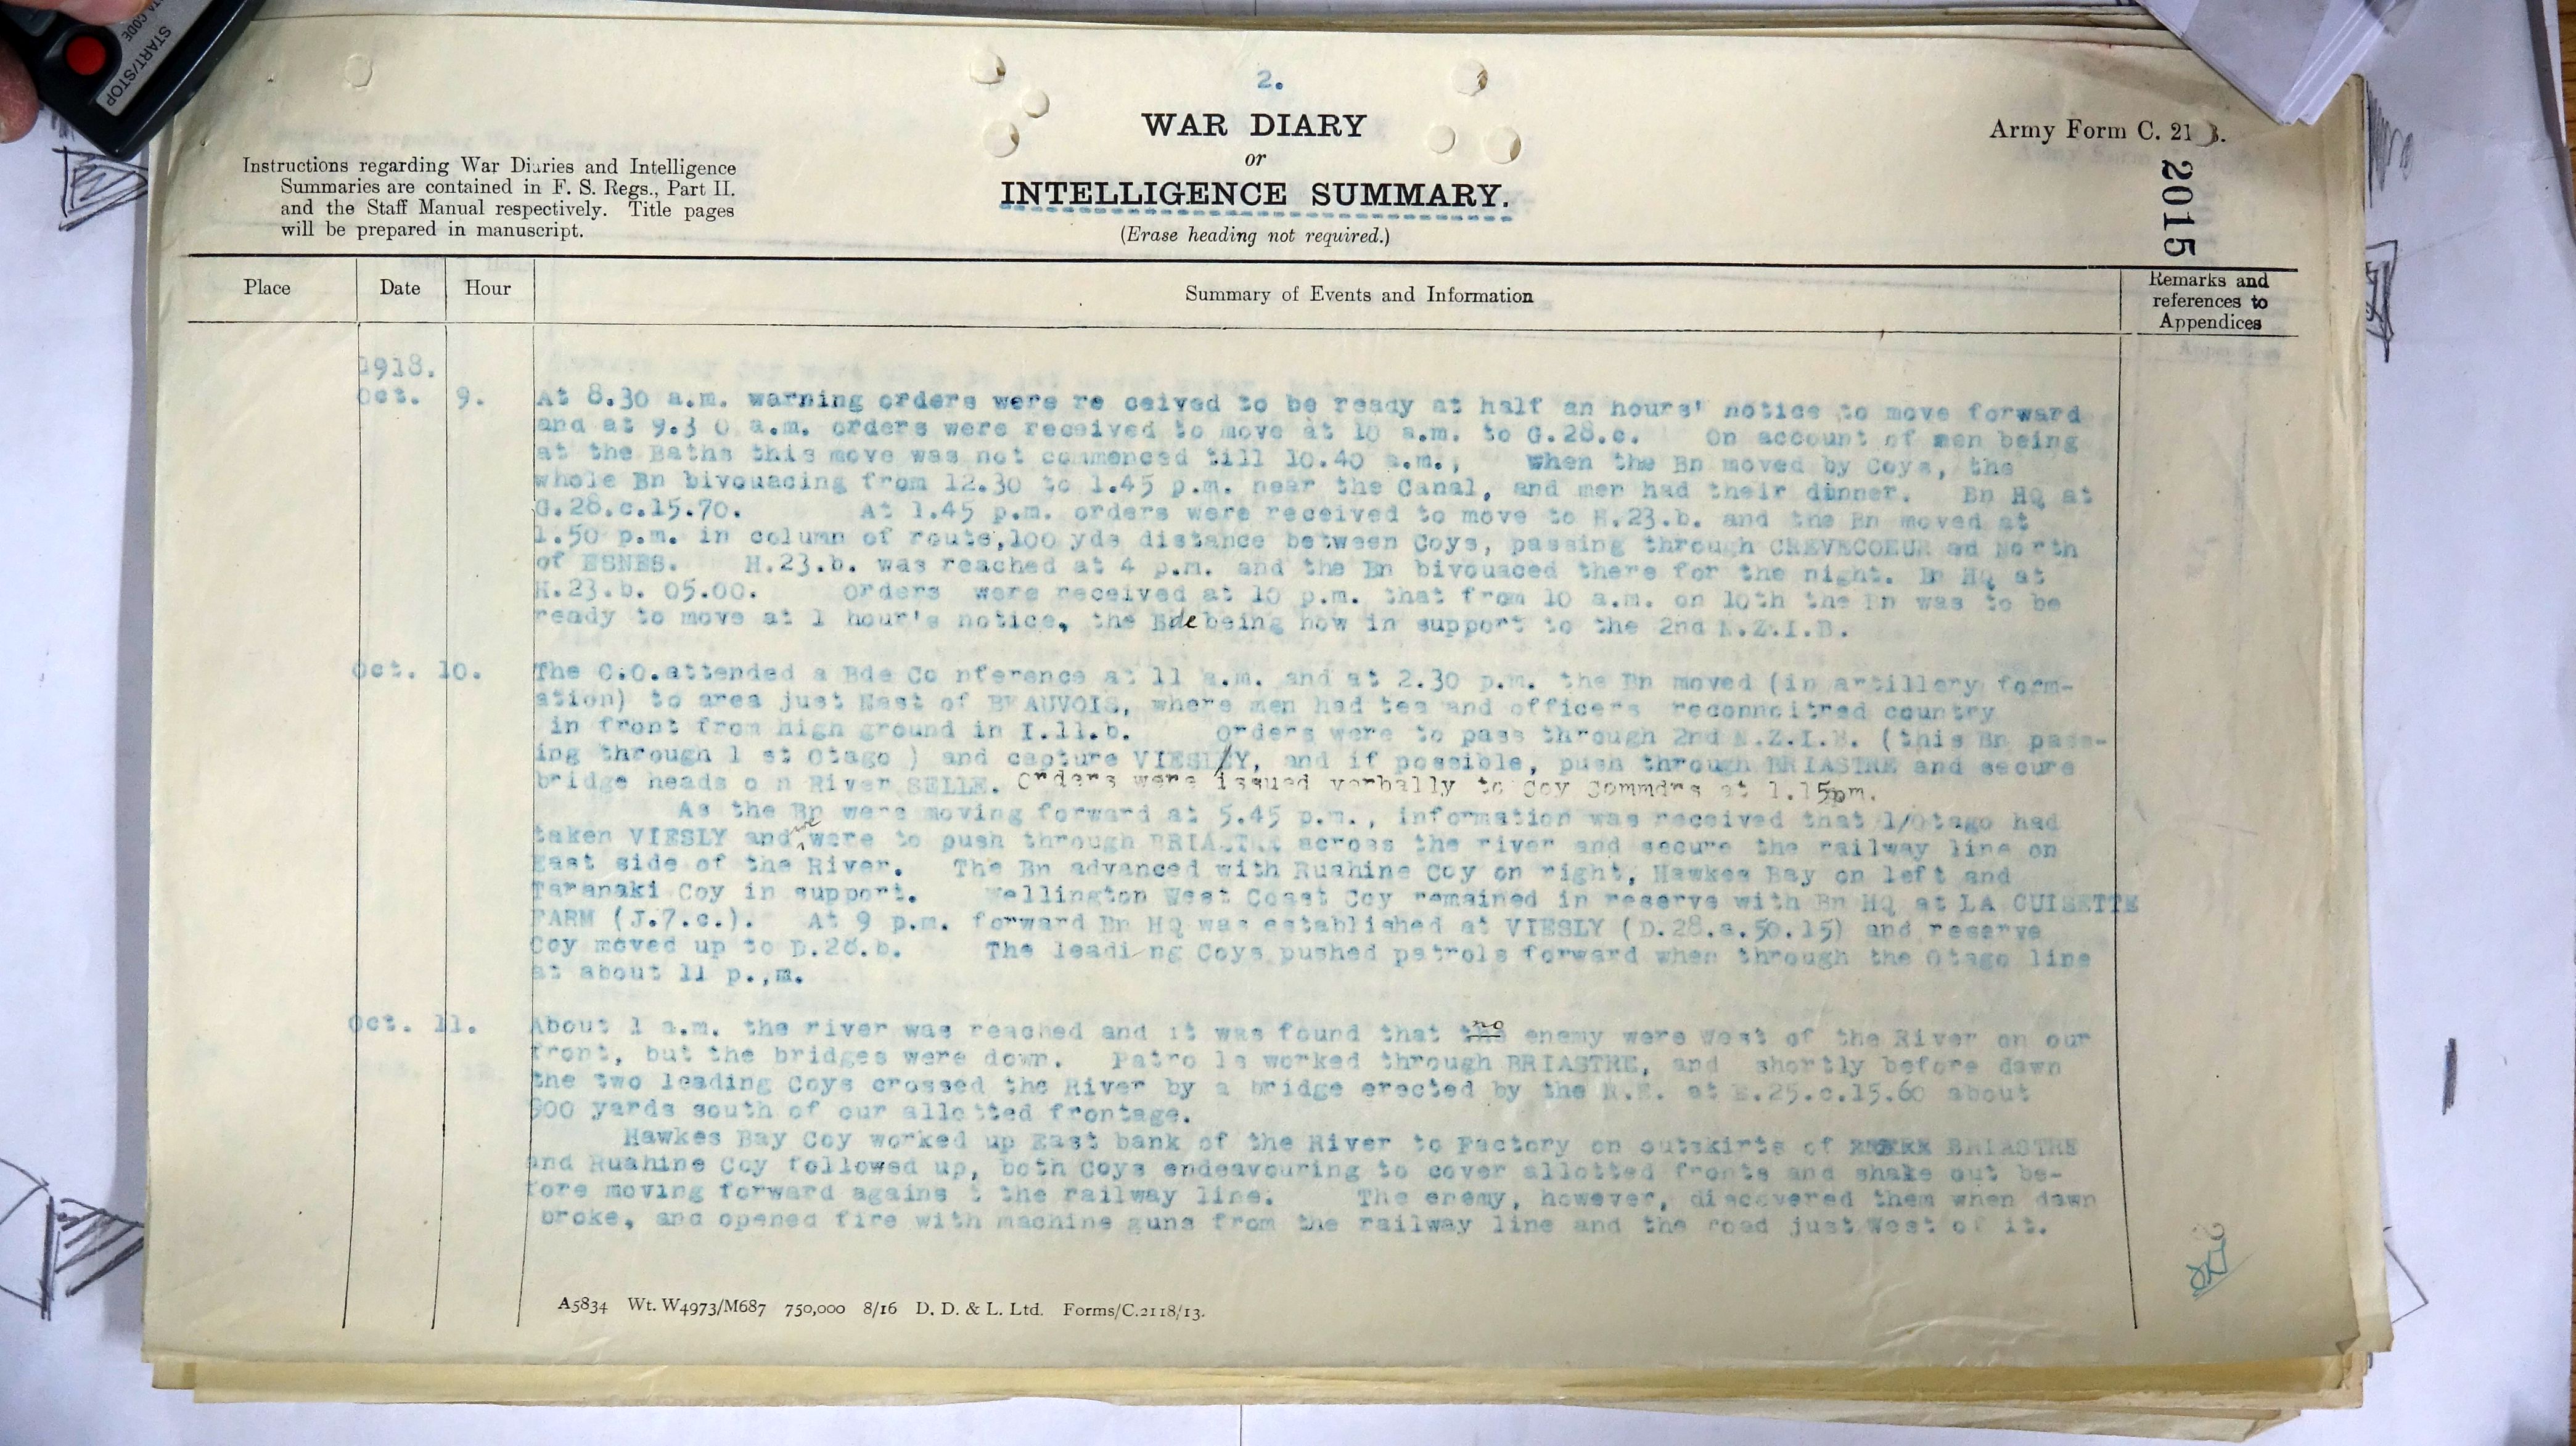 START/STOP
DATA CODE
2.
WAR DIARY
or
INTELLIGENCE SUMMARY.
(Erase heading not required.)
Army Form C. 21 3.
2015
Instructions regarding War Diaries and Intelligence
Summaries are contained in F. S. Regs., Part II.
and the Staff Manual respectively. Title pages
will be prepared in manuscript.
Place Date Hour Summary of Events and Information Remarks and
references to
Appendices
1918.
Oct. 9. At 8.30 a.m. warning orders were re ceived to be ready at half an hours' notice to move forward
and at 9.3 0 a.m. orders were received to move at 10 a.m. to G.28.c. On account of men being
at the Baths this move was not commenced till 10.40 a.m., when the Bn moved by Coys, the
whole Bn bivouacing from 12.30 to 1.45 p.m. near the Canal, and men had their dinner. Bn HQ at
G.28.c.15.70. At 1.45 p.m. orders were received to move to H.23.b. and the Bn moved at
1.50 p.m. in column of route,100 yds distance between Coys, passing through CREVECOEUR ad North
of ESNES. H.23.b. was reached at 4 p.m. and the Bn bivouaced there for the night. Bn HQ at
H.23.b. 05.00. Orders were received at 10 p.m. that from 10 a.m. on 10th the Bn was to be
ready to move at 1 hour's notice, the Bde being now in support to the 2nd N.Z.I.B.
Oct. 10. The C.O.attended a Bde Co nference at 11 a.m. and at 2.30 p.m. the Bn moved (in artillery form-
ation) to area just East of BEAUVOIS, where men had tea and officers reconnoitred country
in front from high ground in I.11.b. Orders were to pass through 2nd N.Z.I.B. (this Bn pass-
ing through 1 st Otago ) and capture VIESLY, and if possible, push through BRIASTRE and secure
bridge heads o n River SELLE. Orders were issued verbally to Coy Commdrs at 1.15pm.
As the Bn were moving forward at 5.45 p.m., information was received that 1/Otago had
taken VIESLY and we were to push through BRIASTRE across the river and secure the railway line on
East side of the River. The Bn advanced with Ruahine Coy on right, Hawkes Bay on left and
Taranaki Coy in support. Wellington West Coast Coy remained in reserve with Bn HQ at LA GUISETTE
FARM (J.7.c.). At 9 p.m. forward Bn HQ was established at VIESLY (D.28.a.50.15) and reserve
Coy moved up to D.28.b. The leadi ng Coys pushed patrols forward when through the Otago line
at about 11 p.,m.
Oct. 11. About 1 a.m. the river was reached and it was found that no enemy were West of the River on our
front, but the bridges were down. Patro ls worked through BRIASTRE, and shortly before dawn
the two leading Coys crossed the River by a bridge erected by the R.E. at E.25.c.15.60 about
900 yards south of our allotted frontage.
Hawkes Bay Coy worked up East bank of the River to Factory on outskirts of BRIASTRE
and Ruahine Coy followed up, both Coys endeavouring to cover allotted fronts and shake out be-
fore moving forward agains t the railway line. The enemy, however, discovered them when dawn
broke, and opened fire with machine guns from the railway line and the road just West of it.
A5834 Wt. W4973/M687 750,000 8/16 D. D. & L. Ltd. Forms/C.2118/13.